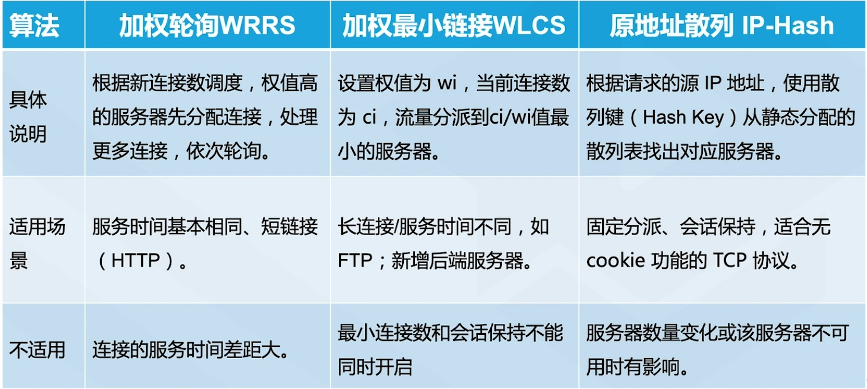 算法
加权轮询WRRS
加权最小链接WLCS
原地址散列 IP-Hash
具体
说明
根据新连接数调度，权值高
的服务器先分配连接，处理
更多连接，依次轮询。
设置权值为 wi，当前连接数
为 ci，流量分派到ci/wi值最
小的服务器。
根据请求的源 IP 地址，使用散
列键（Hash Key）从静态分配的
散列表找出对应服务器。
适用场
景
服务时间基本相同、短链接
（HTTP）。
长连接/服务时间不同，如
FTP；新增后端服务器。
固定分派、会话保持，适合无
cookie 功能的 TCP 协议。
不适用
连接的服务时间差距大。
最小连接数和会话保持不能
同时开启
服务器数量变化或该服务器不可
用时有影响。